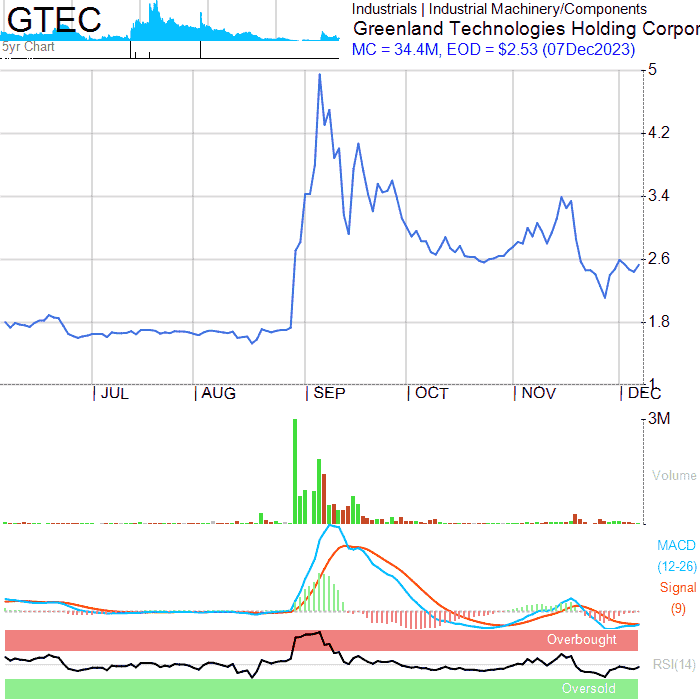 GTEC
5yr Chart
Industrials | Industrial Machinery/Components
Greenland Technologies Holding Corpor
MC = 34.4M, EOD = $2.53 (07Dec2023)
5
4.2
3.4
2.6
1.8
1
JUL AUG SEP OCT NOV DEC
3M
Volume
MACD
(12-26)
Signal
(9)
Overbought
RSI(14)
Oversold